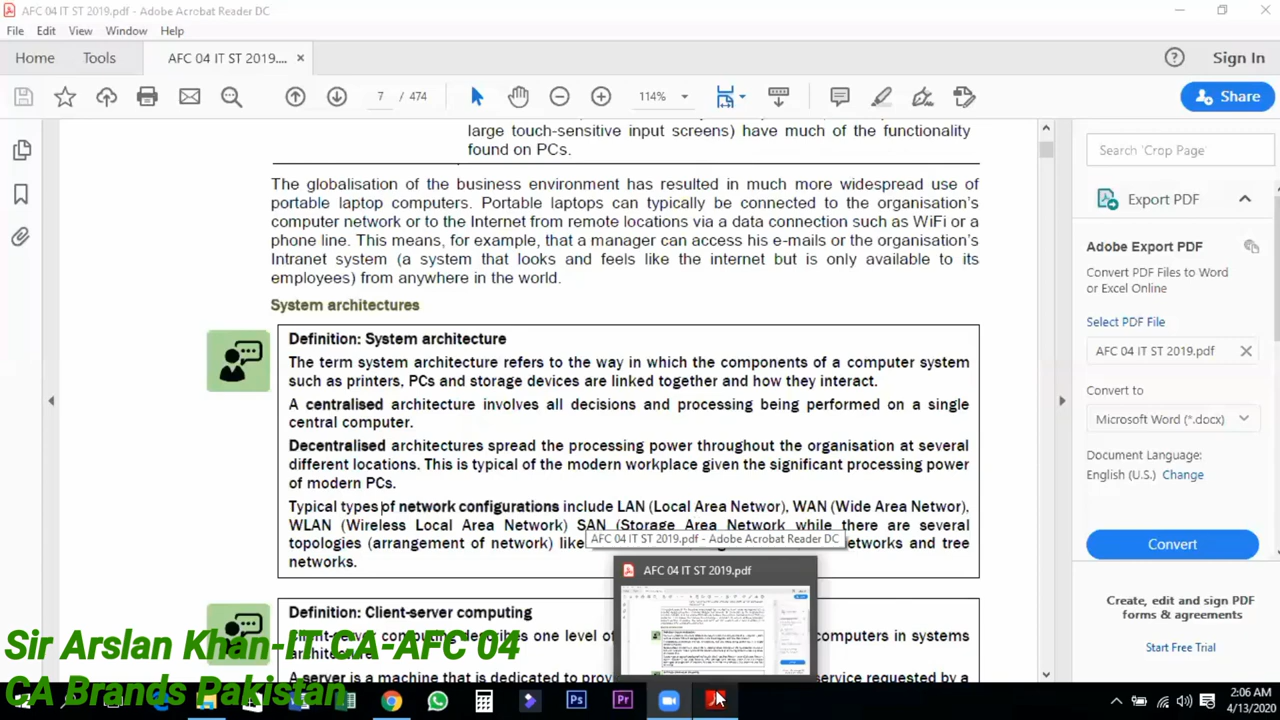 AFC 04 IT ST 2019.pdf - Adobe Acrobat Reader DC
File Edit View Window Help
Home Tools AFC 04 IT ST 2019.... × Sign In
7 / 474 114% Share
large touch-sensitive input screens) have much of the functionality
found on PCs.
The globalisation of the business environment has resulted in much more widespread use of
portable laptop computers. Portable laptops can typically be connected to the organisation's
computer network or to the Internet from remote locations via a data connection such as WiFi or a
phone line. This means, for example, that a manager can access his e-mails or the organisation's
Intranet system (a system that looks and feels like the internet but is only available to its
employees) from anywhere in the world.
System architectures
Definition: System architecture
The term system architecture refers to the way in which the components of a computer system
such as printers, PCs and storage devices are linked together and how they interact.
A centralised architecture involves all decisions and processing being performed on a single
central computer.
Decentralised architectures spread the processing power throughout the organisation at several
different locations. This is typical of the modern workplace given the significant processing power
of modern PCs.
Typical types of network configurations include LAN (Local Area Networ), WAN (Wide Area Networ),
WLAN (Wireless Local Area Network) SAN (Storage Area Network while there are several
topologies (arrangement of network) like networks and tree
networks.
AFC 04 IT ST 2019.pdf - Adobe Acrobat Reader DC
AFC 04 IT ST 2019.pdf
Definition: Client-server computing
computing describes one level of computers in systems
machine that is dedicated to service requested by a
Search 'Crop Page'
Export PDF
Adobe Export PDF
Convert PDF Files to Word
or Excel Online
Select PDF File
AFC 04 IT ST 2019.pdf
Convert to
Microsoft Word (*.docx)
Document Language:
English (U.S.) Change
Convert
Create, edit and sign PDF
forms & agreements
Start Free Trial
Sir Arslan Khan-IT CA-AFC 04
CA Brands Pakistan
Ps Pr
2:06 AM
4/13/2020